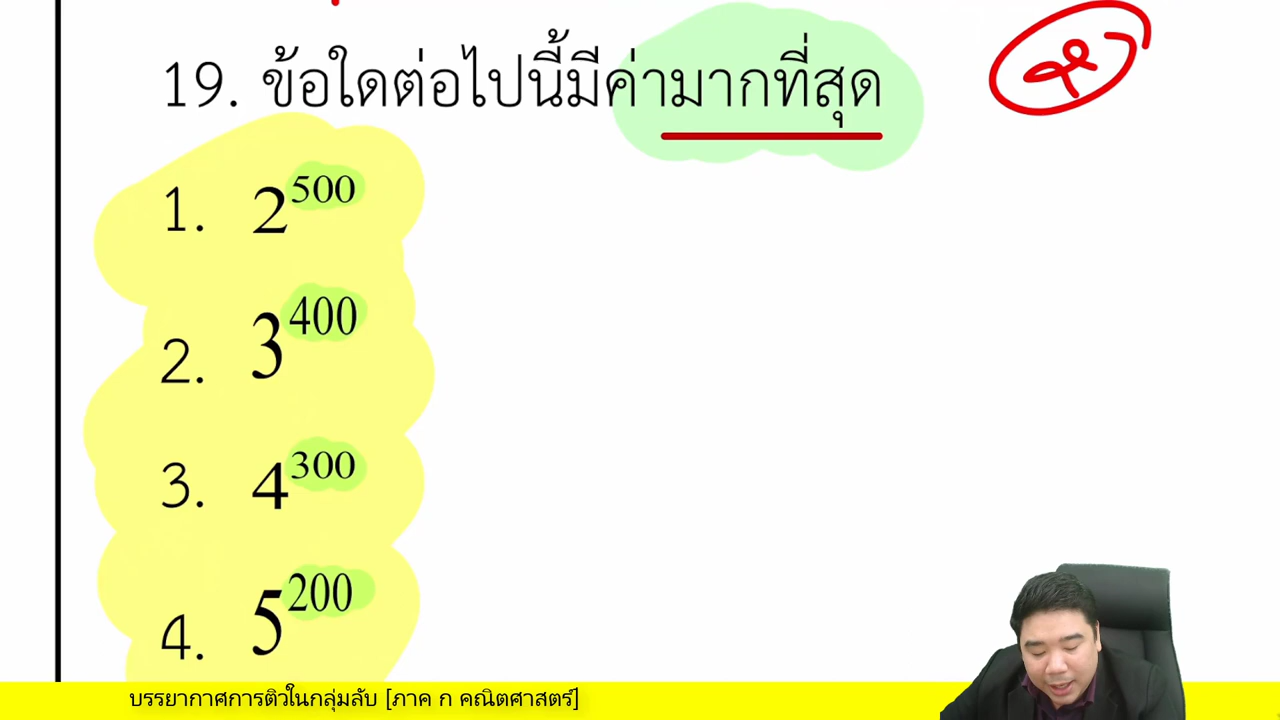 19. ข้อใดต่อไปนี้มีค่ามากที่สุด
1. 2^500
2. 3^400
3. 4^300
4. 5^200
บรรยากาศการติวในกลุ่มลับ [ภาค ก คณิตศาสตร์]